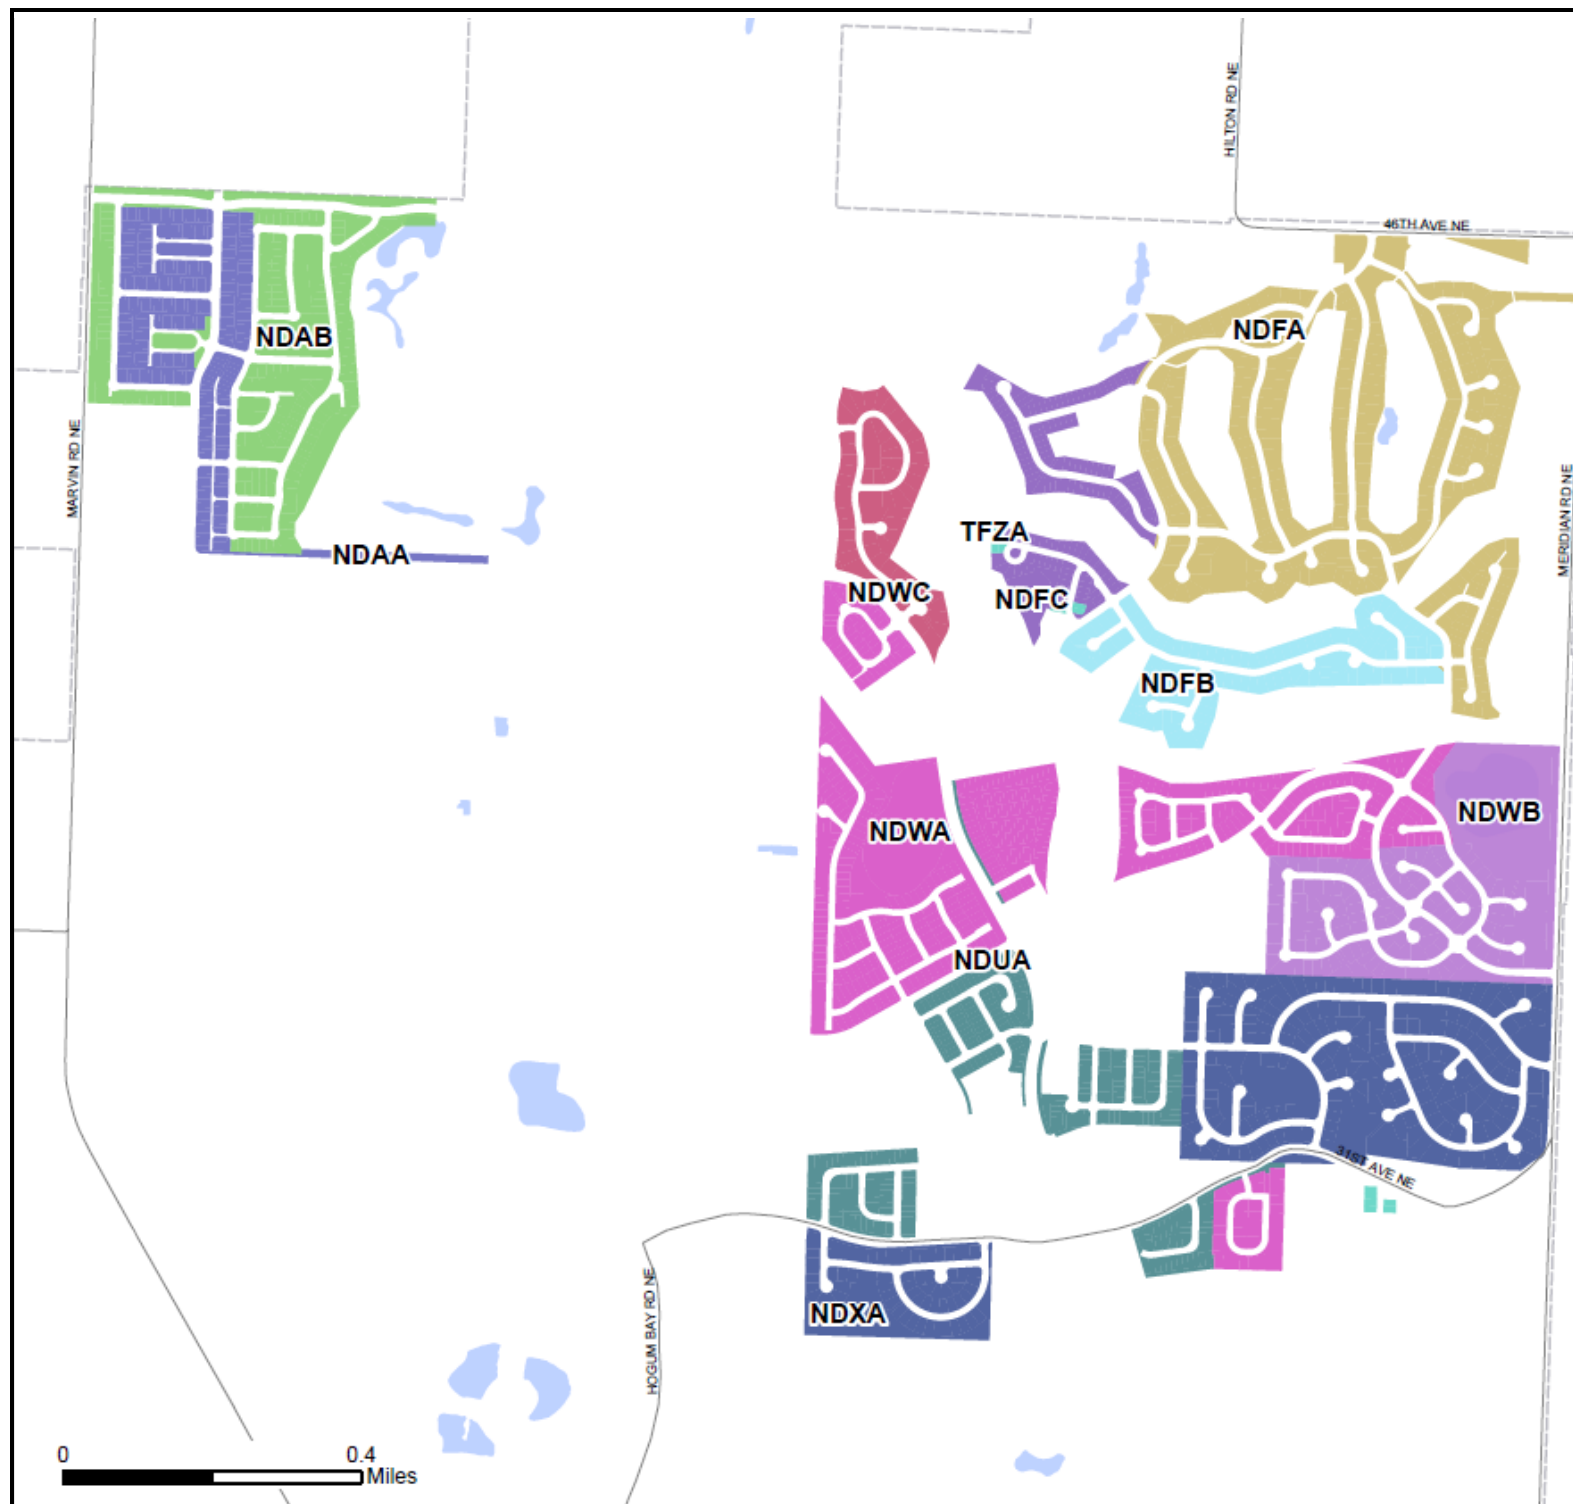 HILTON RD NE
46TH AVE NE
NDFA
NDAB
MARVIN RD NE
MERIDIAN RD NE
TFZA
NDAA
NDWC
NDFC
NDFB
NDWB
NDWA
NDUA
31ST AVE NE
HOGUM BAY RD NE
NDXA
0 0.4
Miles